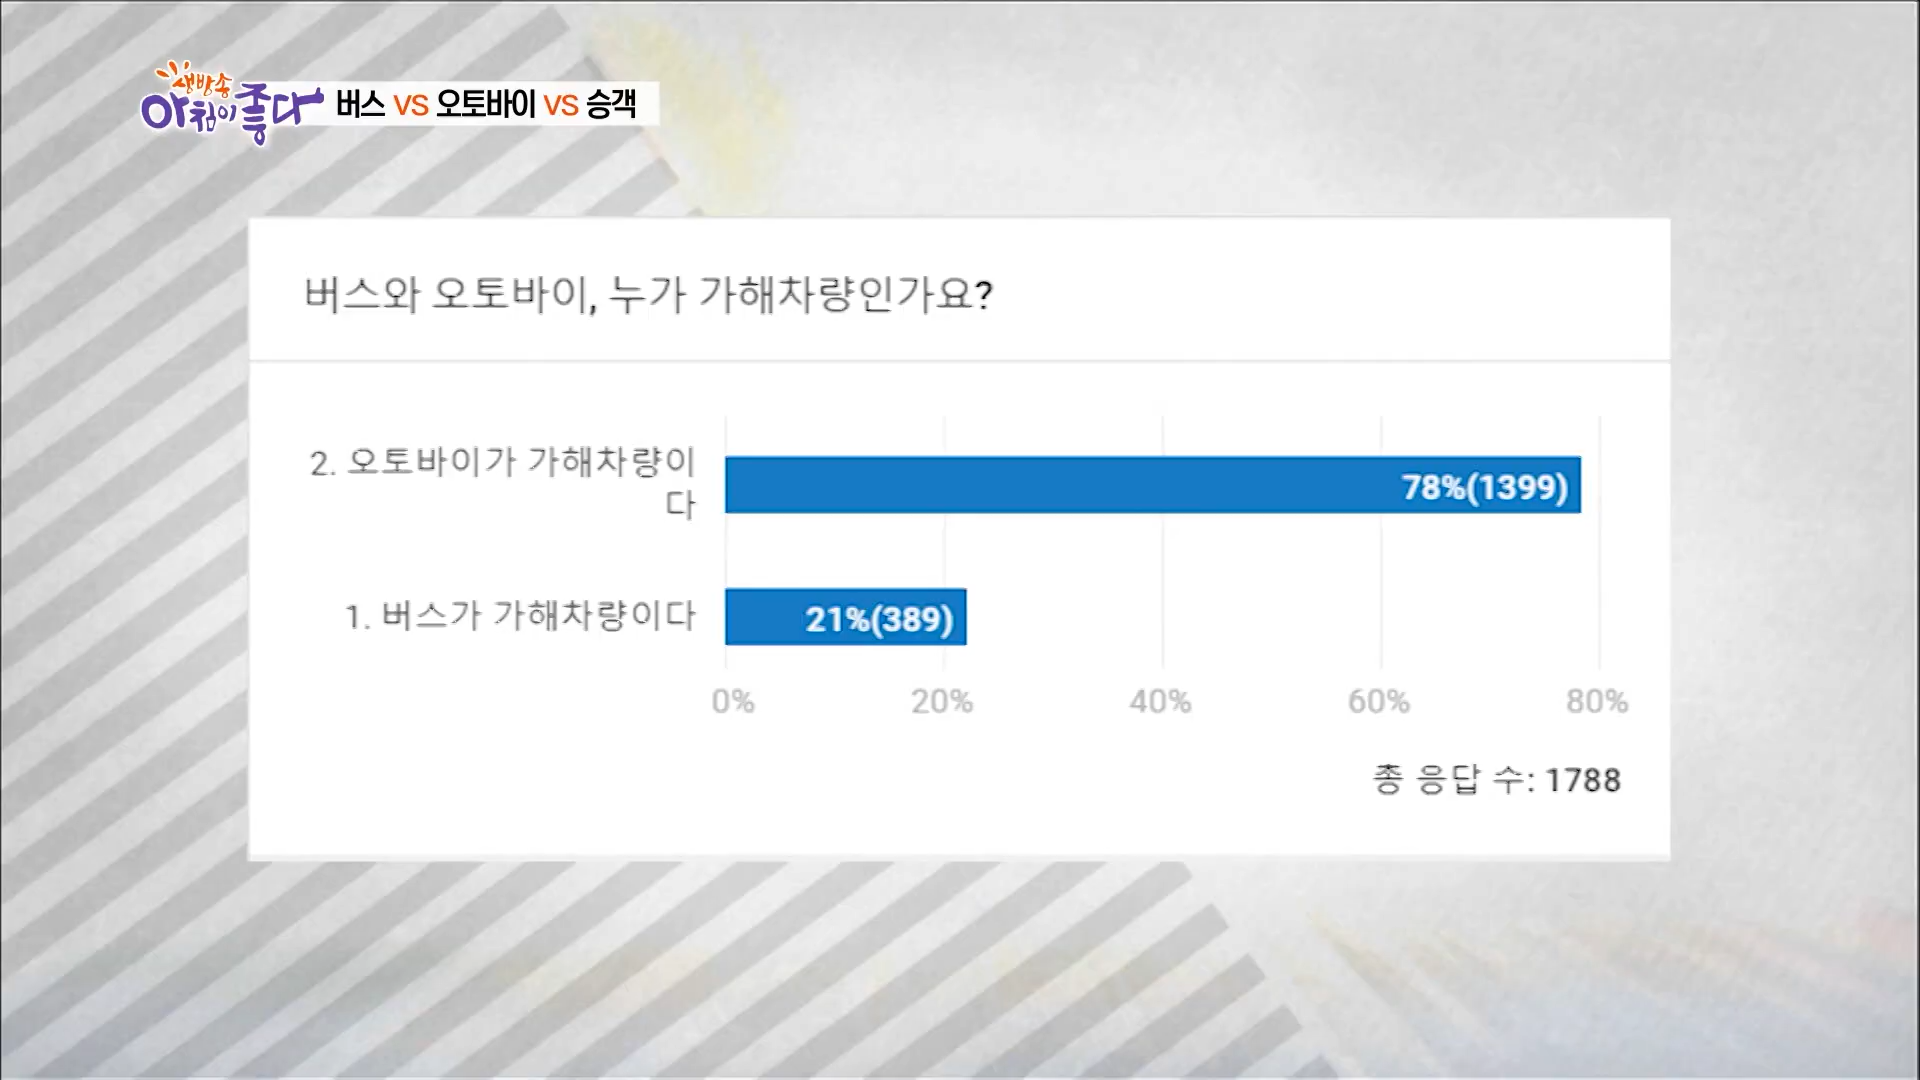 생방송
아침이 좋다 버스 VS 오토바이 VS 승객
버스와 오토바이, 누가 가해차량인가요?
2. 오토바이가 가해차량이
다
78%(1399)
1. 버스가 가해차량이다
21%(389)
0% 20% 40% 60% 80%
총 응답 수: 1788